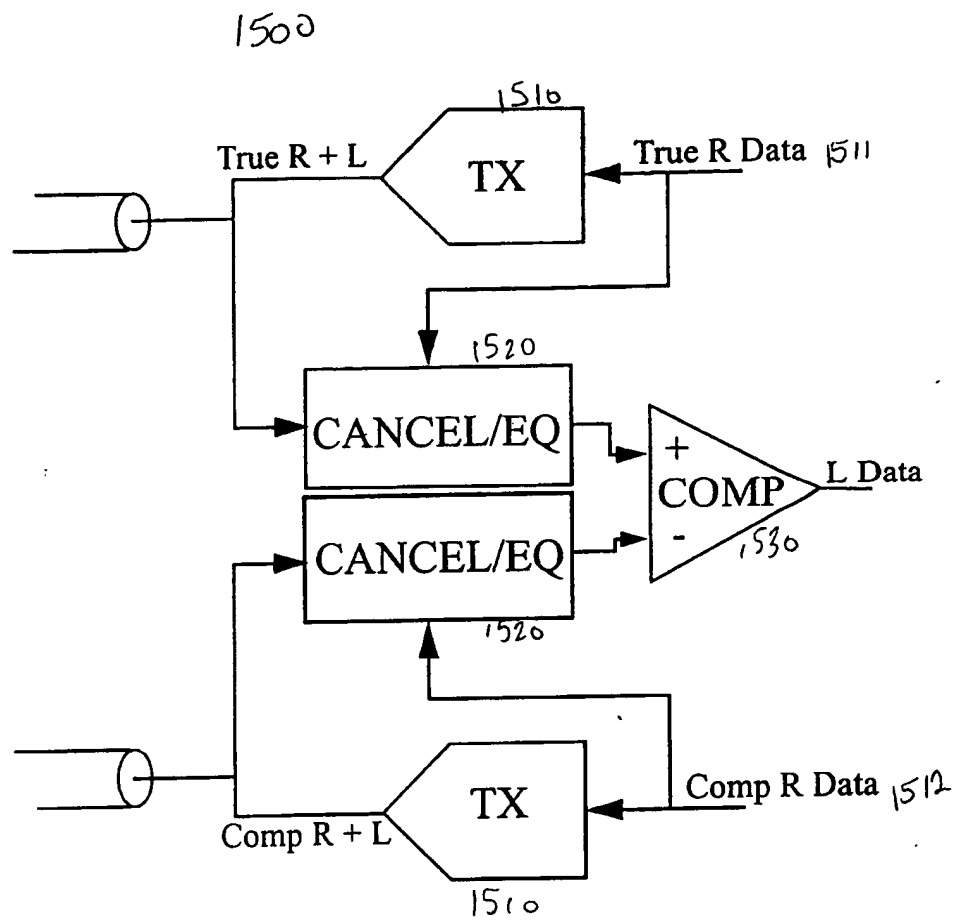 1500
1510
True R + L
TX
True R Data 1511
1520
CANCEL/EQ
+
COMP
-
L Data
1530
CANCEL/EQ
1520
Comp R Data 1512
TX
Comp R + L
1510